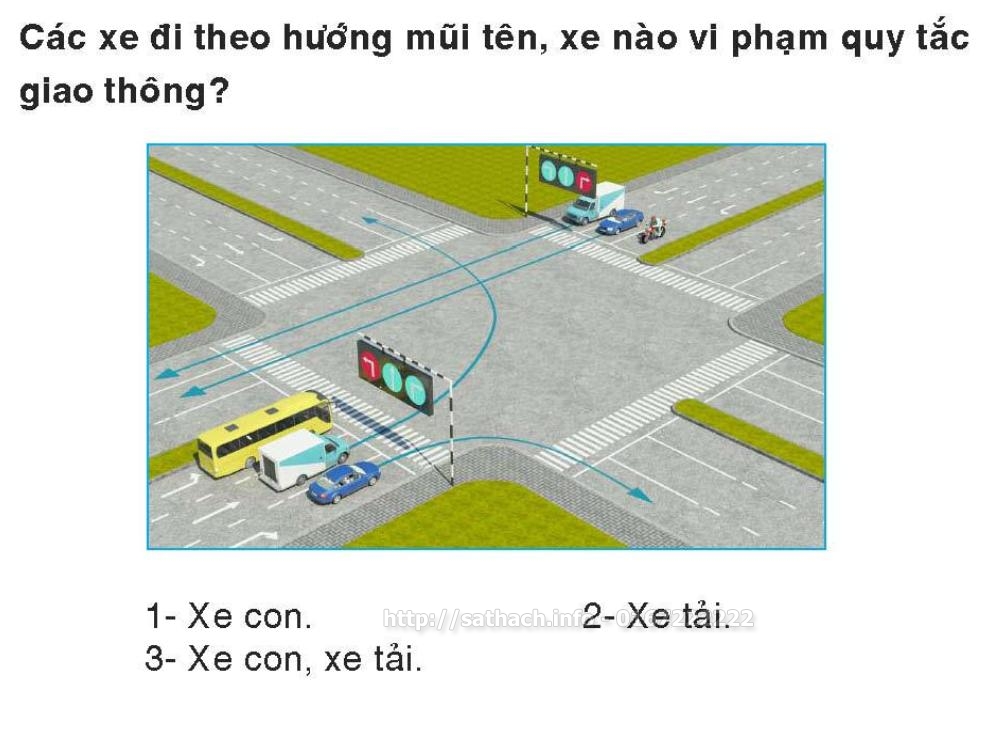 Các xe đi theo hướng mũi tên, xe nào vi phạm quy tắc
giao thông?
1- Xe con. 2- Xe tải.
http://sathach.info
3- Xe con, xe tải.